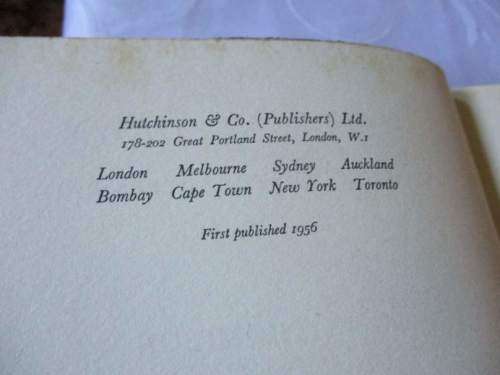 Hutchinson & Co. (Publishers) Ltd.
178-202 Great Portland Street, London, W.1
London Melbourne Sydney Auckland
Bombay Cape Town New York Toronto
First published 1956